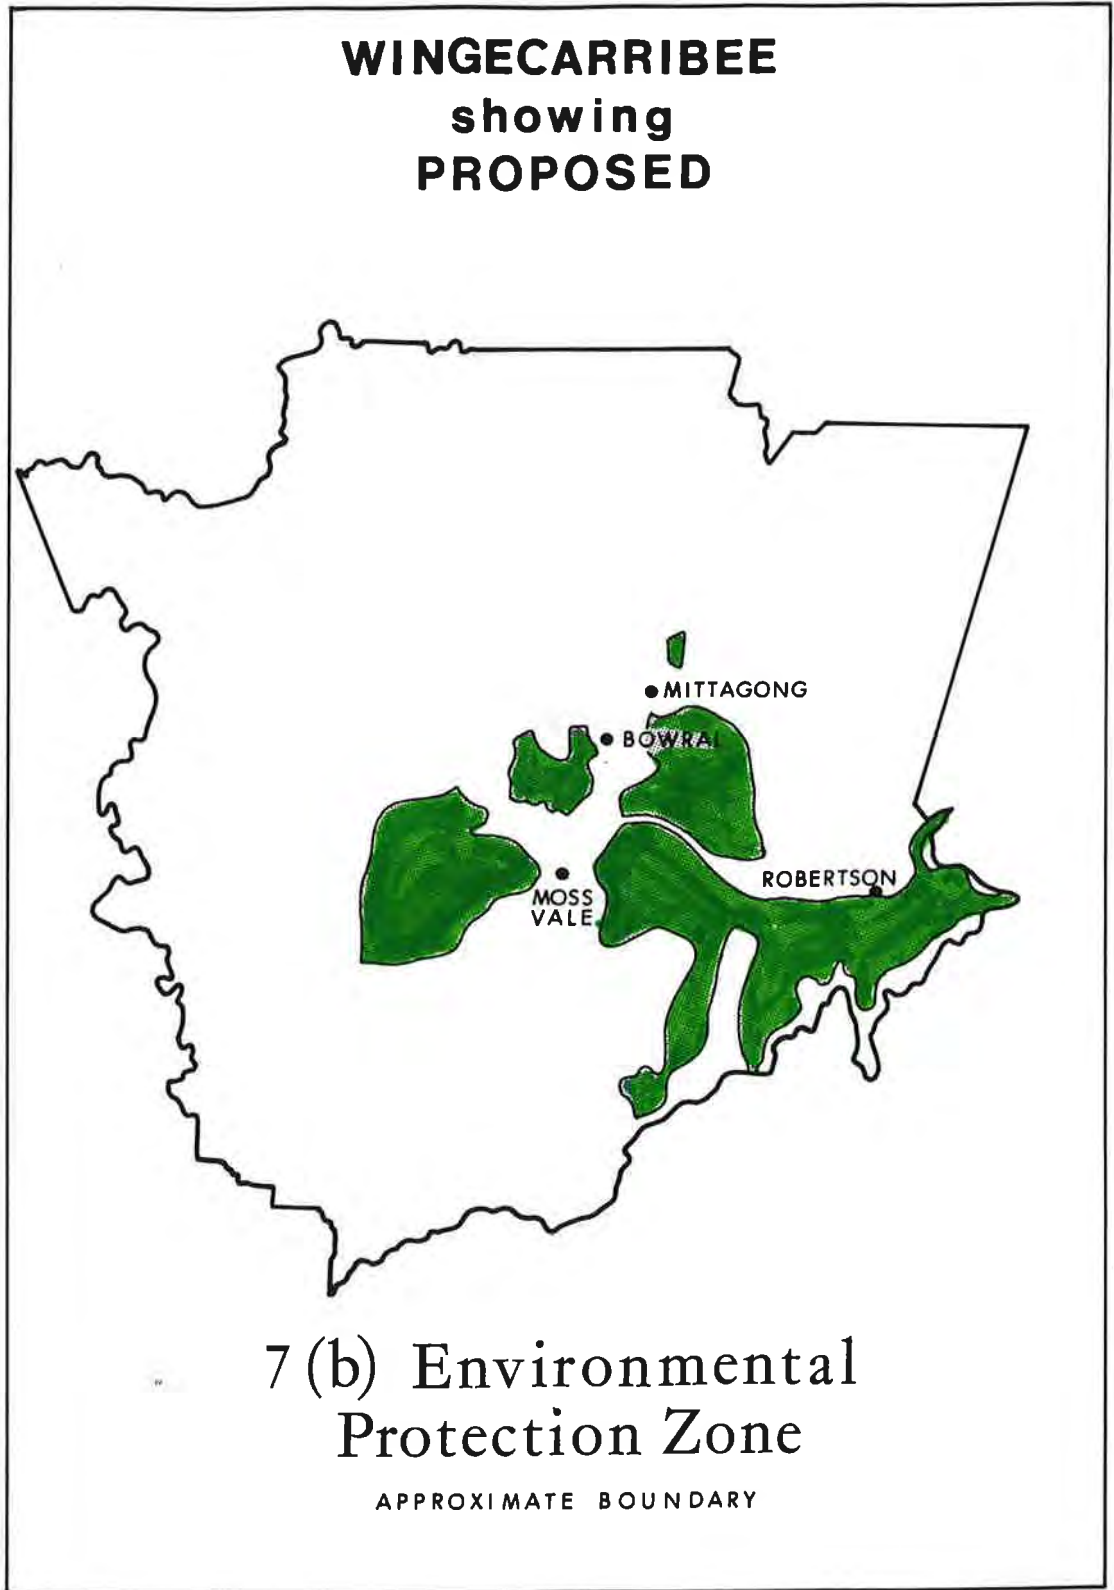 WINGECARRIBEE
showing
PROPOSED
MITTAGONG
BOWRAL
ROBERTSON
MOSS
VALE
7 (b) Environmental
Protection Zone
APPROXIMATE BOUNDARY